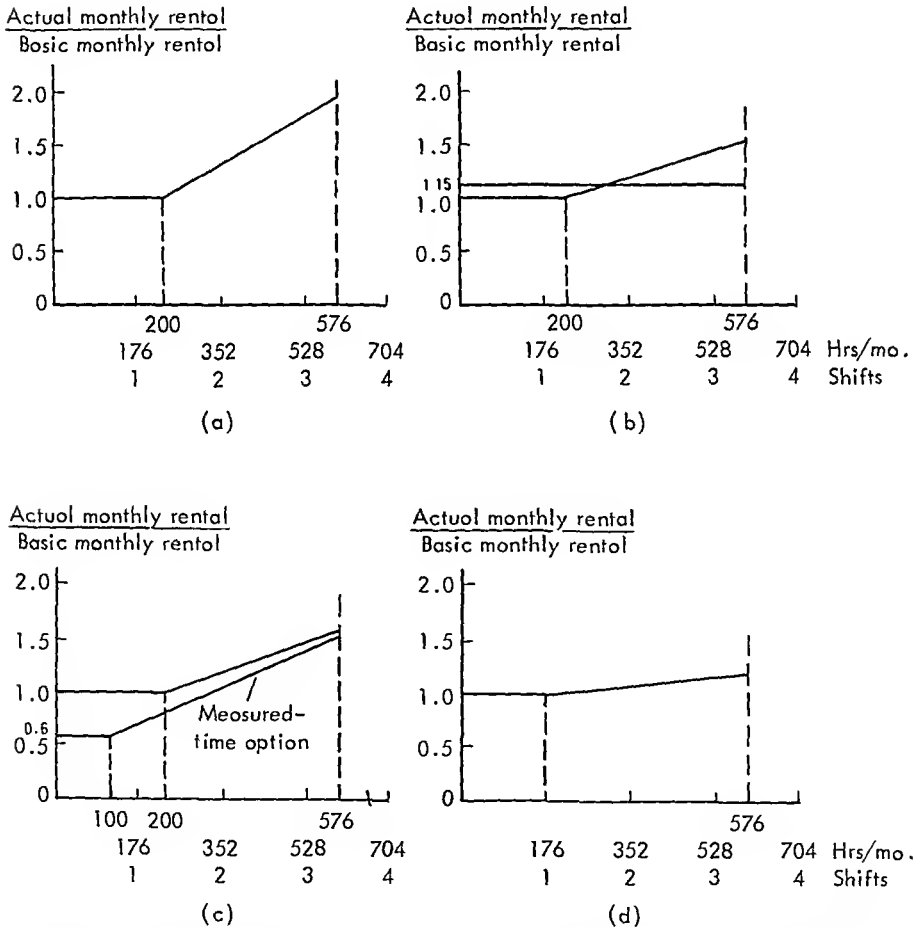 Actual monthly rentol
Bosic monthly rentol
2.0
1.5
1.0
0.5
0
200 576
176 352 528 704
1 2 3 4
(a)
Actuol monthly rental
Basic monthly rental
2.0
1.5
1 15
1.0
0.5
0
200 576
176 352 528 704 Hrs/mo.
1 2 3 4 Shifts
(b)
Actuol monthly rental
Basic monthly rentol
2.0
1.5
1.0
0.6
0.5
0
Meosured-
time option
100 200 576
176 352 528 704
1 2 3 4
(c)
Actuol monthly rental
Basic monthly rentol
2.0
1.5
1.0
0.5
0
576
176 352 528 704 Hrs/mo.
1 2 3 4 Shifts
(d)